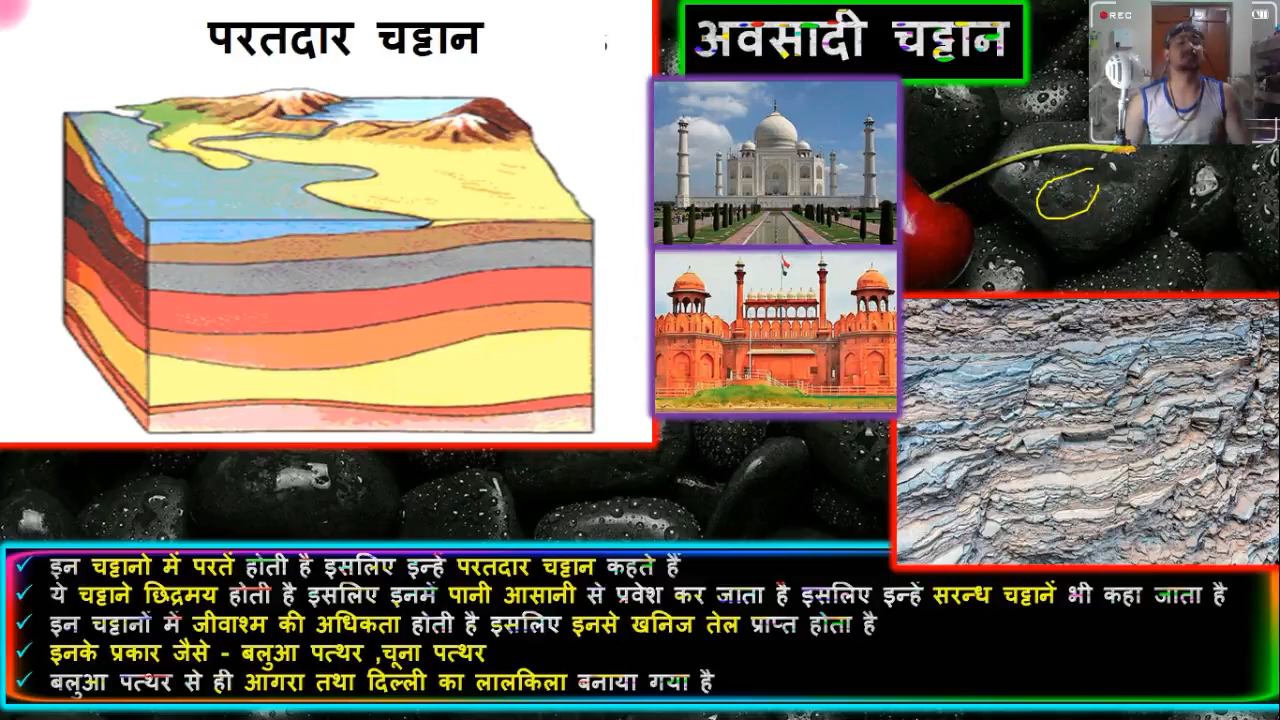 परतदार चट्टान
अवसादी चट्टान
REC
इन चट्टानो में परतें होती है इसलिए इन्हें परतदार चट्टान कहते हैं
ये चट्टाने छिद्रमय होती है इसलिए इनमें पानी आसानी से प्रवेश कर जाता है इसलिए इन्हें सरन्ध चट्टानें भी कहा जाता है
इन चट्टानों में जीवाश्म की अधिकता होती है इसलिए इनसे खनिज तेल प्राप्त होता है
इनके प्रकार जैसे - बलुआ पत्थर ,चूना पत्थर
बलुआ पत्थर से ही आगरा तथा दिल्ली का लालकिला बनाया गया है